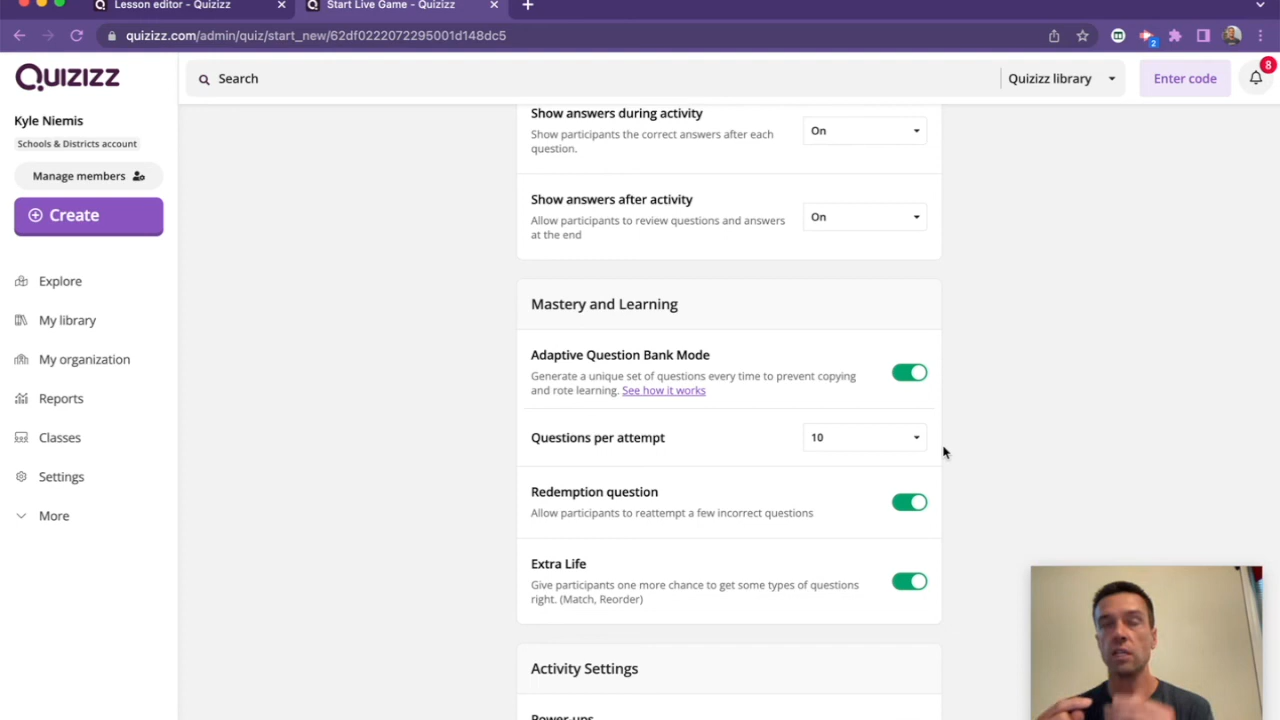 Lesson editor - Quizizz
Start Live Game - Quizizz
quizizz.com/admin/quiz/start_new/62df0222072295001d148dc5
2
QUIZIZZ
Search
Quizizz library
Enter code
8
Kyle Niemis
Schools & Districts account
Manage members
Create
Explore
My library
My organization
Reports
Classes
Settings
More
Show answers during activity
Show participants the correct answers after each
question.
On
Show answers after activity
Allow participants to review questions and answers
at the end
On
Mastery and Learning
Adaptive Question Bank Mode
Generate a unique set of questions every time to prevent copying
and rote learning. See how it works
Questions per attempt
10
Redemption question
Allow participants to reattempt a few incorrect questions
Extra Life
Give participants one more chance to get some types of questions
right. (Match, Reorder)
Activity Settings
Power-ups